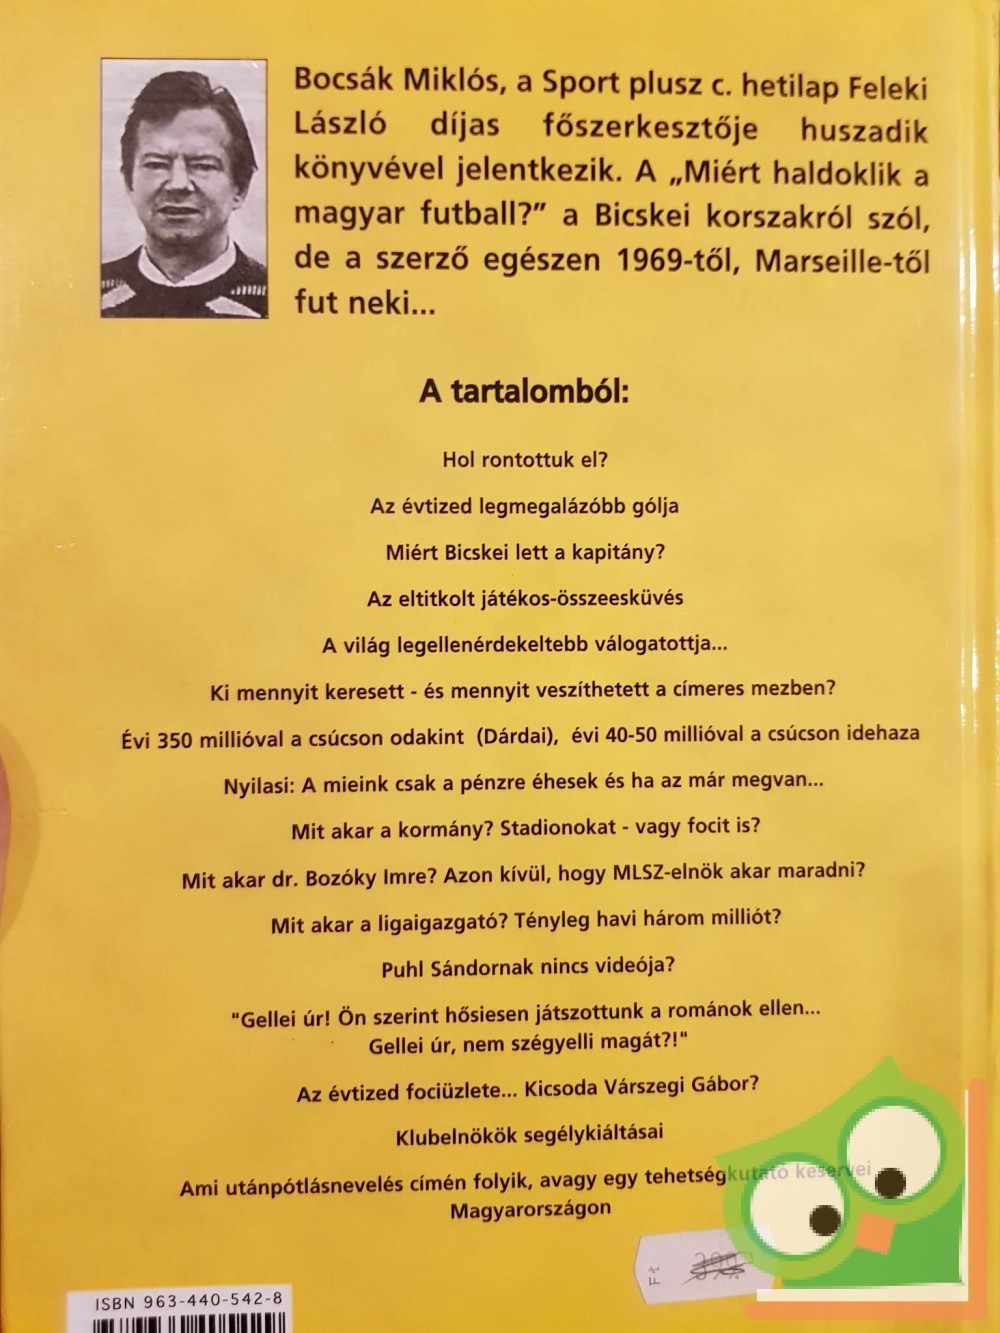 Bocsák Miklós, a Sport plusz c. hetilap Feleki
László díjas főszerkesztője huszadik
könyvével jelentkezik. A „Miért haldoklik a
magyar futball?” a Bicskei korszakról szól,
de a szerző egészen 1969-től, Marseille-től
fut neki...
A tartalomból:
Hol rontottuk el?
Az évtized legmegalázóbb gólja
Miért Bicskei lett a kapitány?
Az eltitkolt játékos-összeesküvés
A világ legellenérdekeltebb válogatottja...
Ki mennyit keresett - és mennyit veszíthetett a címeres mezben?
Évi 350 millióval a csúcson odakint (Dárdai), évi 40-50 millióval a csúcson idehaza
Nyilasi: A mieink csak a pénzre éhesek és ha az már megvan...
Mit akar a kormány? Stadionokat - vagy focit is?
Mit akar dr. Bozóky Imre? Azon kívül, hogy MLSZ-elnök akar maradni?
Mit akar a ligaigazgató? Tényleg havi három milliót?
Puhl Sándornak nincs videója?
"Gellei úr! Ön szerint hősiesen játszottunk a románok ellen...
Gellei úr, nem szégyelli magát?!"
Az évtized fociüzlete... Kicsoda Várszegi Gábor?
Klubelnökök segélykiáltásai
Ami utánpótlásnevelés címén folyik, avagy egy tehetségkutató keservei
Magyarországon
Ft
ISBN 963-440-542-8